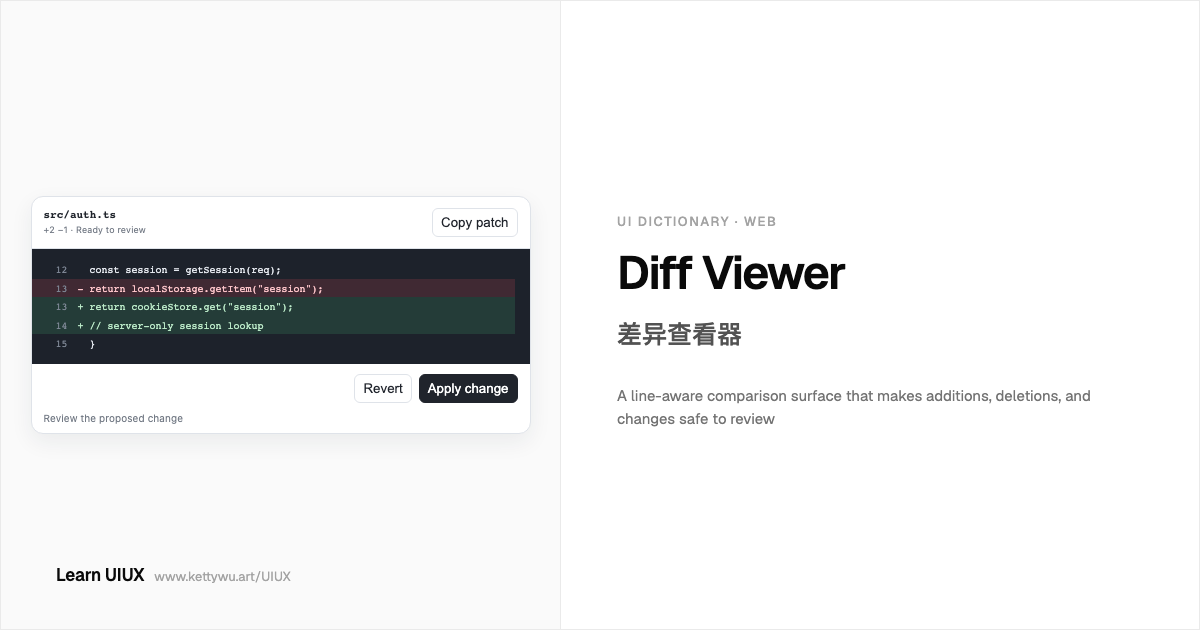 src/auth.ts
+2 −1 · Ready to review
Copy patch
12 const session = getSession(req);
13 − return localStorage.getItem("session");
13 + return cookieStore.get("session");
14 + // server-only session lookup
15 }
Revert
Apply change
Review the proposed change
Learn UIUX www.kettywu.art/UIUX
UI DICTIONARY · WEB
Diff Viewer
差异查看器
A line-aware comparison surface that makes additions, deletions, and
changes safe to review